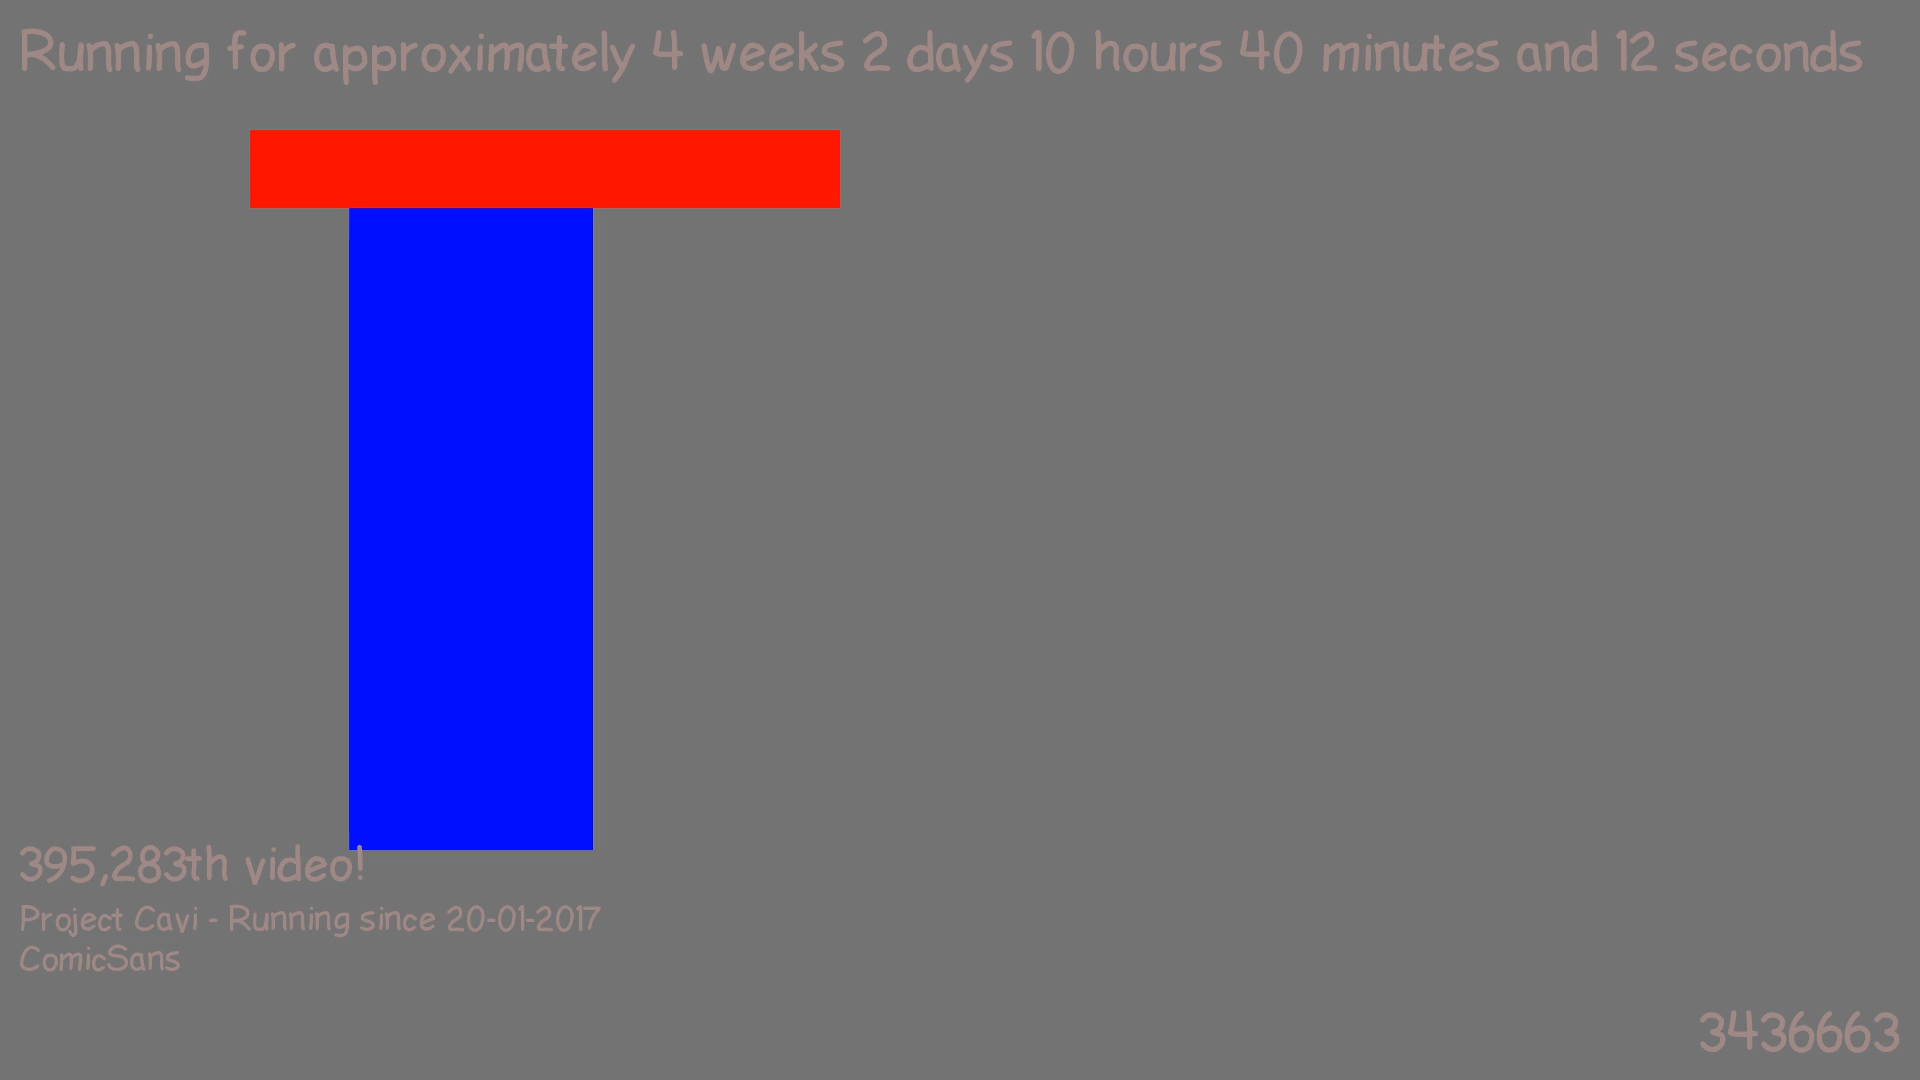 Running for approximately 4 weeks 2 days 10 hours 40 minutes and 12 seconds
395,283th video!
Project Cavi - Running since 20-01-2017
ComicSans
3436663